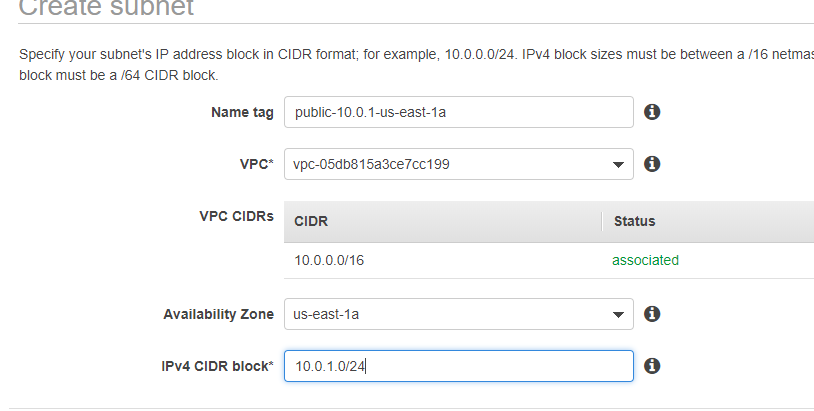 Create subnet
Specify your subnet's IP address block in CIDR format; for example, 10.0.0.0/24. IPv4 block sizes must be between a /16 netmas
block must be a /64 CIDR block.
Name tag public-10.0.1-us-east-1a
VPC* vpc-05db815a3ce7cc199
VPC CIDRs CIDR Status
10.0.0.0/16 associated
Availability Zone us-east-1a
IPv4 CIDR block* 10.0.1.0/24